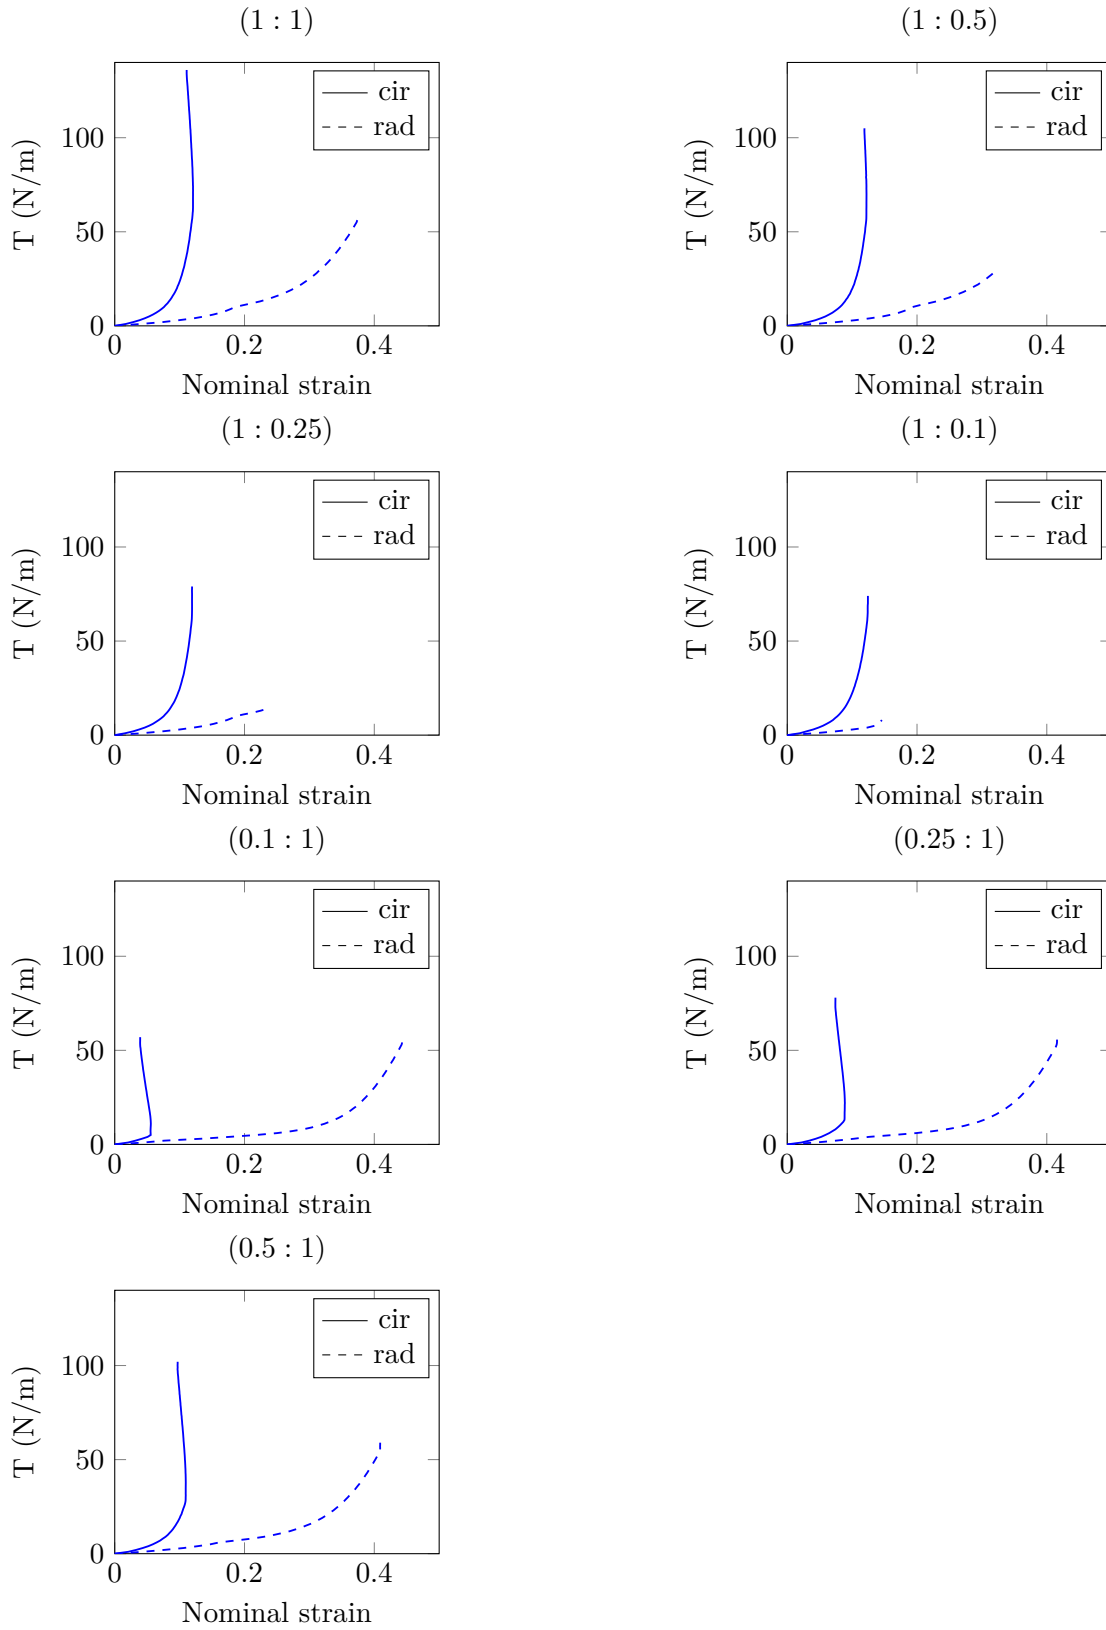 (1 : 1)
T (N/m)
100
50
0
0 0.2 0.4
Nominal strain
cir
rad
(1 : 0.5)
T (N/m)
100
50
0
0 0.2 0.4
Nominal strain
cir
rad
(1 : 0.25)
T (N/m)
100
50
0
0 0.2 0.4
Nominal strain
cir
rad
(1 : 0.1)
T (N/m)
100
50
0
0 0.2 0.4
Nominal strain
cir
rad
(0.1 : 1)
T (N/m)
100
50
0
0 0.2 0.4
Nominal strain
cir
rad
(0.25 : 1)
T (N/m)
100
50
0
0 0.2 0.4
Nominal strain
cir
rad
(0.5 : 1)
T (N/m)
100
50
0
0 0.2 0.4
Nominal strain
cir
rad